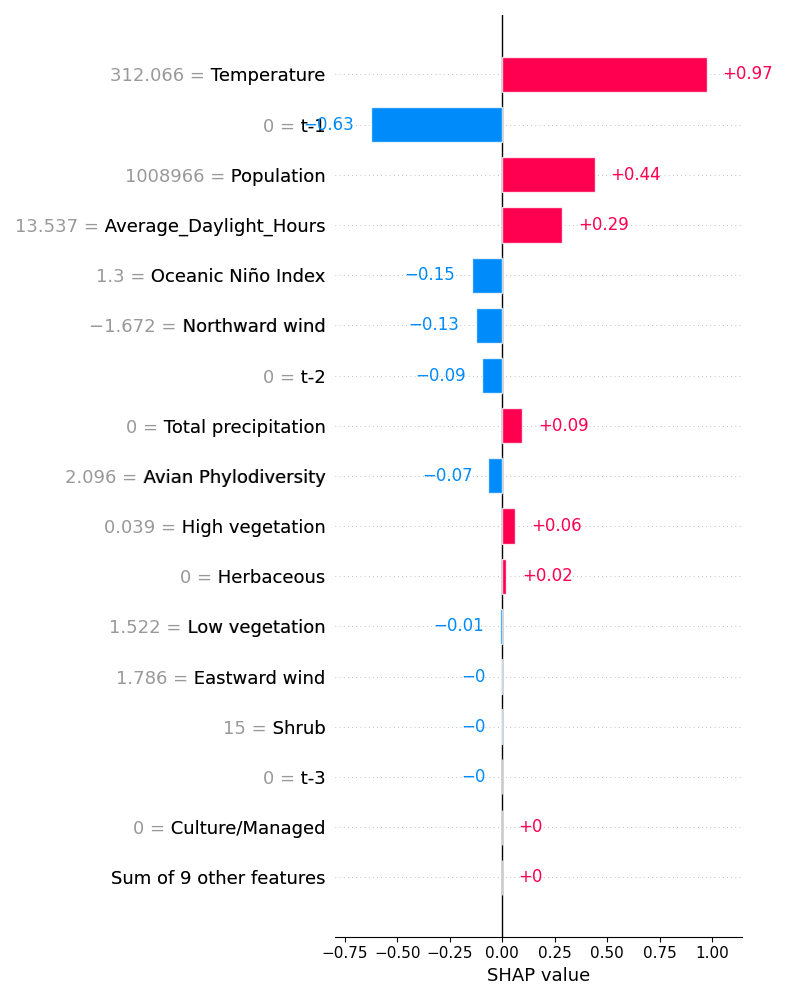 312.066 = Temperature +0.97
0 = t-1 −0.63
1008966 = Population +0.44
13.537 = Average_Daylight_Hours +0.29
1.3 = Oceanic Niño Index −0.15
−1.672 = Northward wind −0.13
0 = t-2 −0.09
0 = Total precipitation +0.09
2.096 = Avian Phylodiversity −0.07
0.039 = High vegetation +0.06
0 = Herbaceous +0.02
1.522 = Low vegetation −0.01
1.786 = Eastward wind −0
15 = Shrub −0
0 = t-3 −0
0 = Culture/Managed +0
Sum of 9 other features +0
−0.75 −0.50 −0.25 0.00 0.25 0.50 0.75 1.00
SHAP value